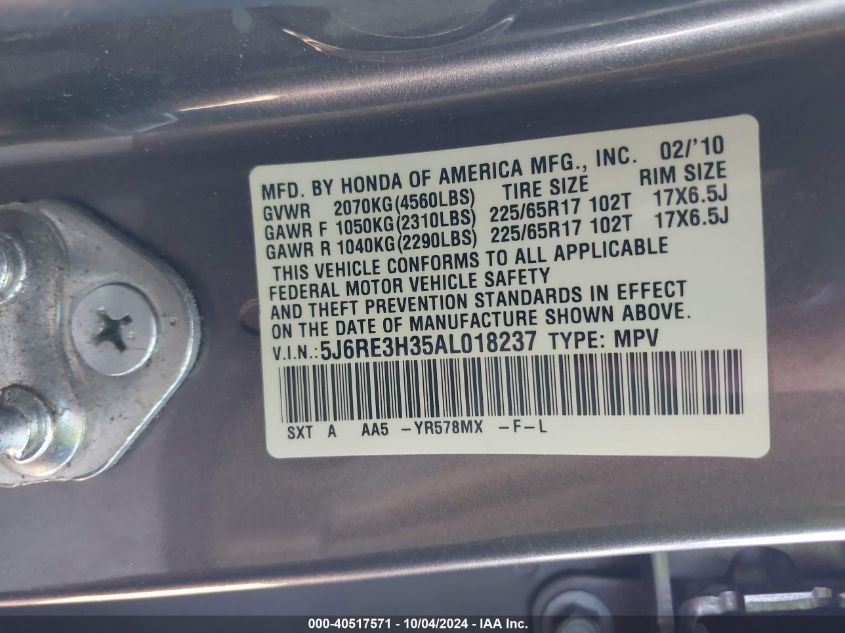 MFD. BY HONDA OF AMERICA MFG., INC. 02/'10
GVWR 2070KG(4560LBS) TIRE SIZE RIM SIZE
GAWR F 1050KG(2310LBS) 225/65R17 102T 17X6.5J
GAWR R 1040KG(2290LBS) 225/65R17 102T 17X6.5J
THIS VEHICLE CONFORMS TO ALL APPLICABLE
FEDERAL MOTOR VEHICLE SAFETY
AND THEFT PREVENTION STANDARDS IN EFFECT
ON THE DATE OF MANUFACTURE SHOWN ABOVE.
V.I.N.:5J6RE3H35AL018237 TYPE: MPV
SXT A AA5 -YR578MX -F-L
000-40517571 - 10/04/2024 - IAA Inc.